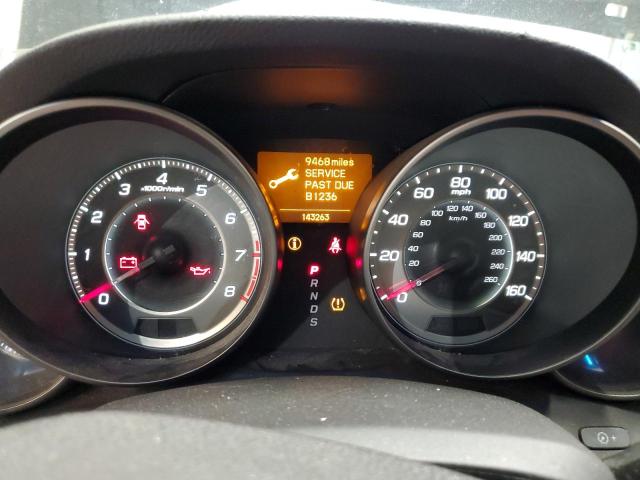 9468 miles
SERVICE
PAST DUE
B1236
143263
0 1 2 3 4 5 6 7 8
x1000r/min
P
R
N
D
S
0 20 40 60 80 100 120 140 160
mph
20 40 60 80 100 120 140 160 180 200 220 240 260
km/h